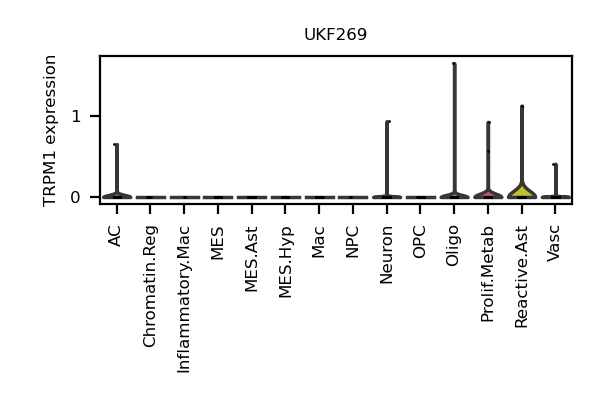 UKF269
TRPM1 expression
1
0
AC
Chromatin.Reg
Inflammatory.Mac
MES
MES.Ast
MES.Hyp
Mac
NPC
Neuron
OPC
Oligo
Prolif.Metab
Reactive.Ast
Vasc